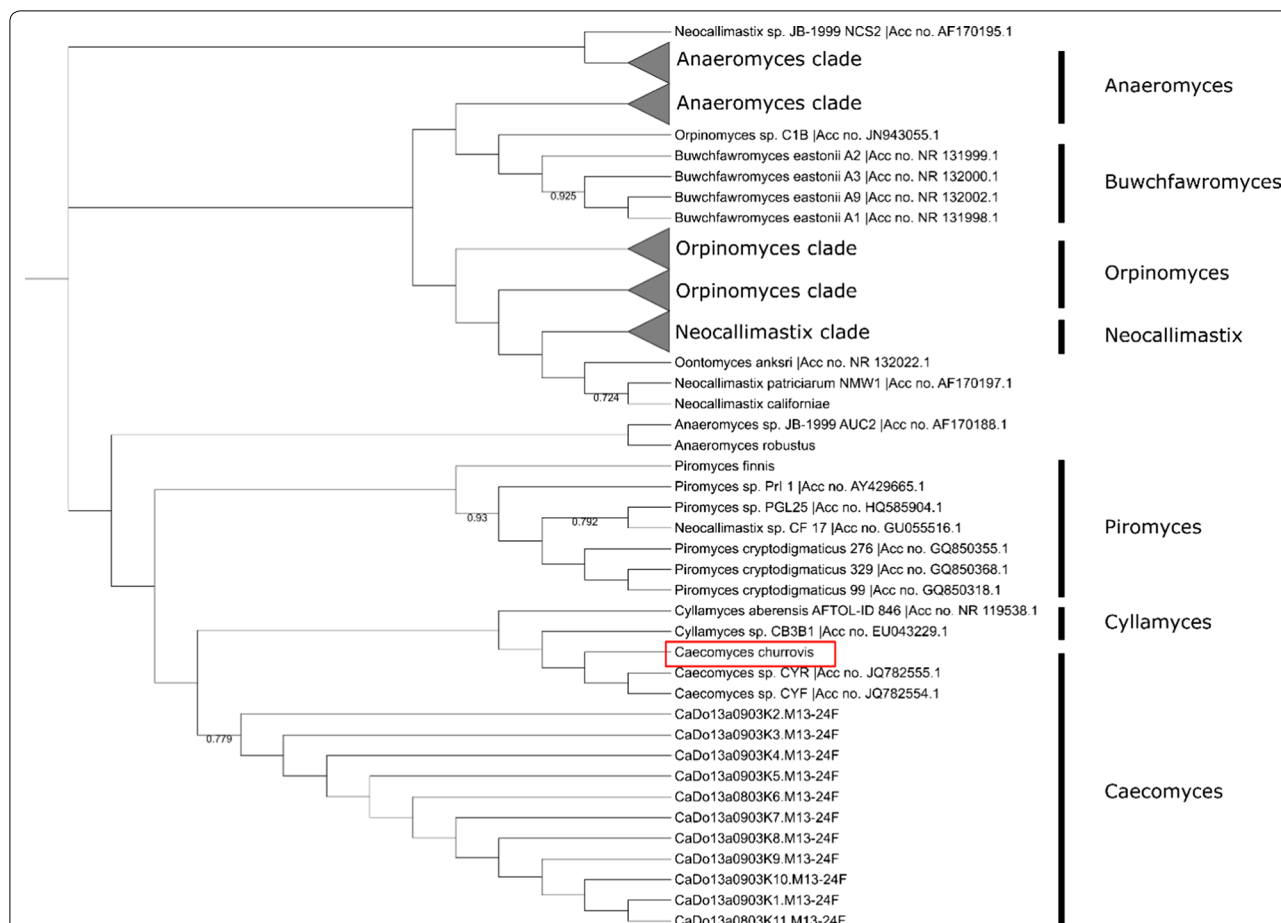 Neocallimastix sp. JB-1999 NCS2 |Acc no. AF170195.1
Anaeromyces clade
Anaeromyces
Anaeromyces clade
Orpinomyces sp. C1B |Acc no. JN943055.1
Buwchfawromyces eastonii A2 |Acc no. NR 131999.1
Buwchfawromyces eastonii A3 |Acc no. NR 132000.1
Buwchfawromyces
0.925
Buwchfawromyces eastonii A9 |Acc no. NR 132002.1
Buwchfawromyces eastonii A1 |Acc no. NR 131998.1
Orpinomyces clade
Orpinomyces
Orpinomyces clade
Neocallimastix clade
Neocallimastix
Oontomyces anksri |Acc no. NR 132022.1
Neocallimastix patriciarum NMW1 |Acc no. AF170197.1
0.724
Neocallimastix californiae
Anaeromyces sp. JB-1999 AUC2 |Acc no. AF170188.1
Anaeromyces robustus
Piromyces finnis
Piromyces sp. PrI 1 |Acc no. AY429665.1
Piromyces sp. PGL25 |Acc no. HQ585904.1
0.93
0.792
Neocallimastix sp. CF 17 |Acc no. GU055516.1
Piromyces
Piromyces cryptodigmaticus 276 |Acc no. GQ850355.1
Piromyces cryptodigmaticus 329 |Acc no. GQ850368.1
Piromyces cryptodigmaticus 99 |Acc no. GQ850318.1
Cyllamyces aberensis AFTOL-ID 846 |Acc no. NR 119538.1
Cyllamyces
Cyllamyces sp. CB3B1 |Acc no. EU043229.1
Caecomyces churrovis
Caecomyces sp. CYR |Acc no. JQ782555.1
Caecomyces sp. CYF |Acc no. JQ782554.1
CaDo13a0903K2.M13-24F
0.779
CaDo13a0903K3.M13-24F
CaDo13a0903K4.M13-24F
CaDo13a0903K5.M13-24F
Caecomyces
CaDo13a0803K6.M13-24F
CaDo13a0903K7.M13-24F
CaDo13a0903K8.M13-24F
CaDo13a0903K9.M13-24F
CaDo13a0903K10.M13-24F
CaDo13a0903K1.M13-24F
CaDo13a0803K11.M13-24F